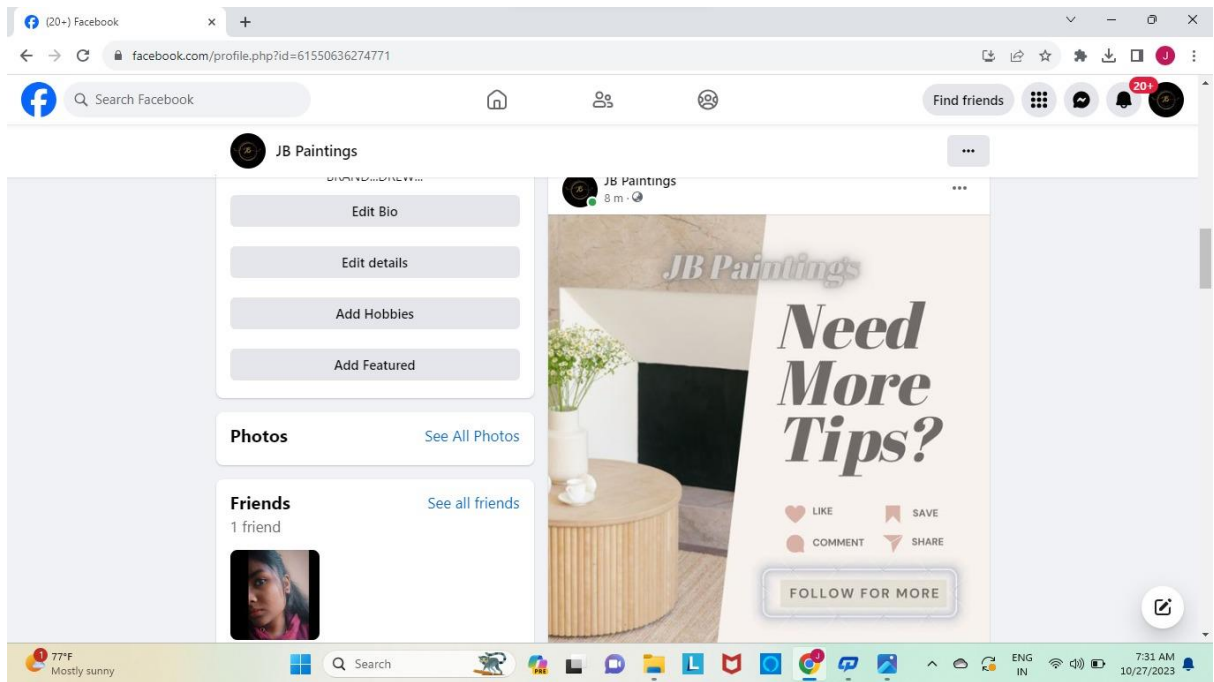 (20+) Facebook
facebook.com/profile.php?id=61550636274771
Search Facebook
Find friends
20+
JB Paintings
Edit Bio
Edit details
Add Hobbies
Add Featured
Photos
See All Photos
Friends
See all friends
1 friend
JB Paintings
8 m ·
JB Paintings
Need
More
Tips?
LIKE
SAVE
COMMENT
SHARE
FOLLOW FOR MORE
1
77°F
Mostly sunny
Search
PRE
L
J
ENG
IN
7:31 AM
10/27/2023